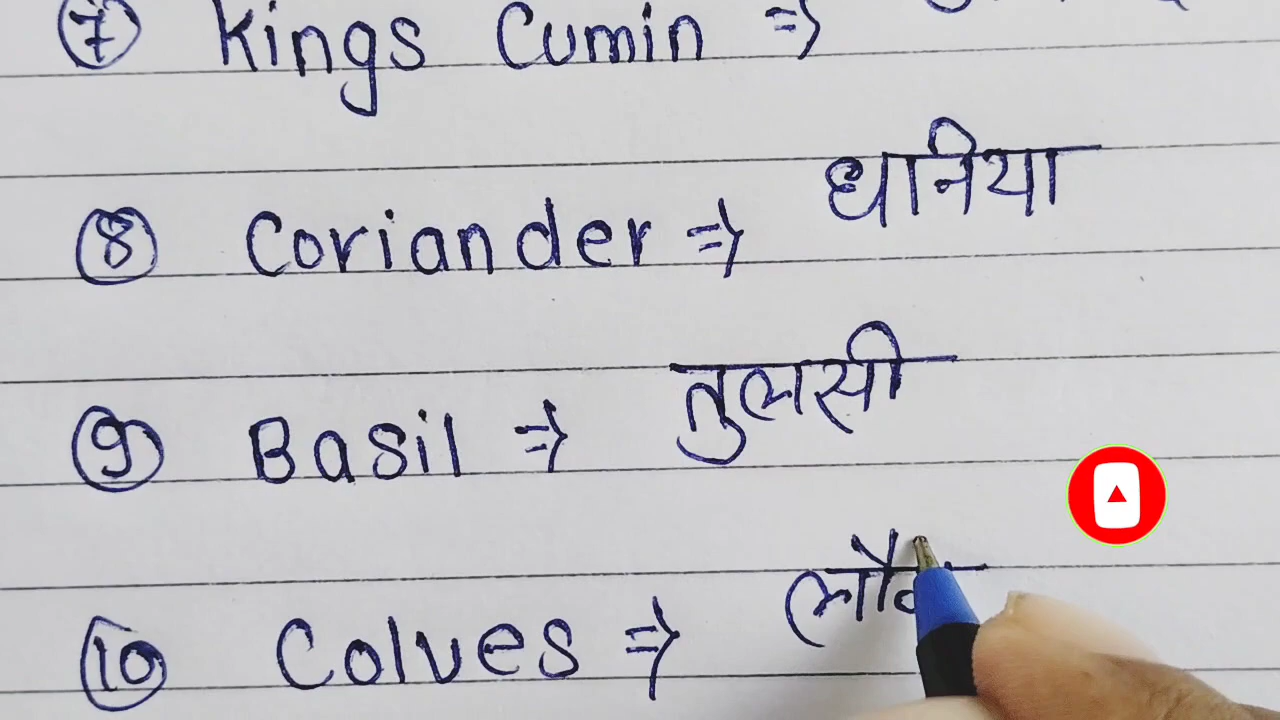 7 Kings Cumin ⇒
8 Coriander ⇒ धनिया
9 Basil ⇒ तुलसी
10 Colves ⇒